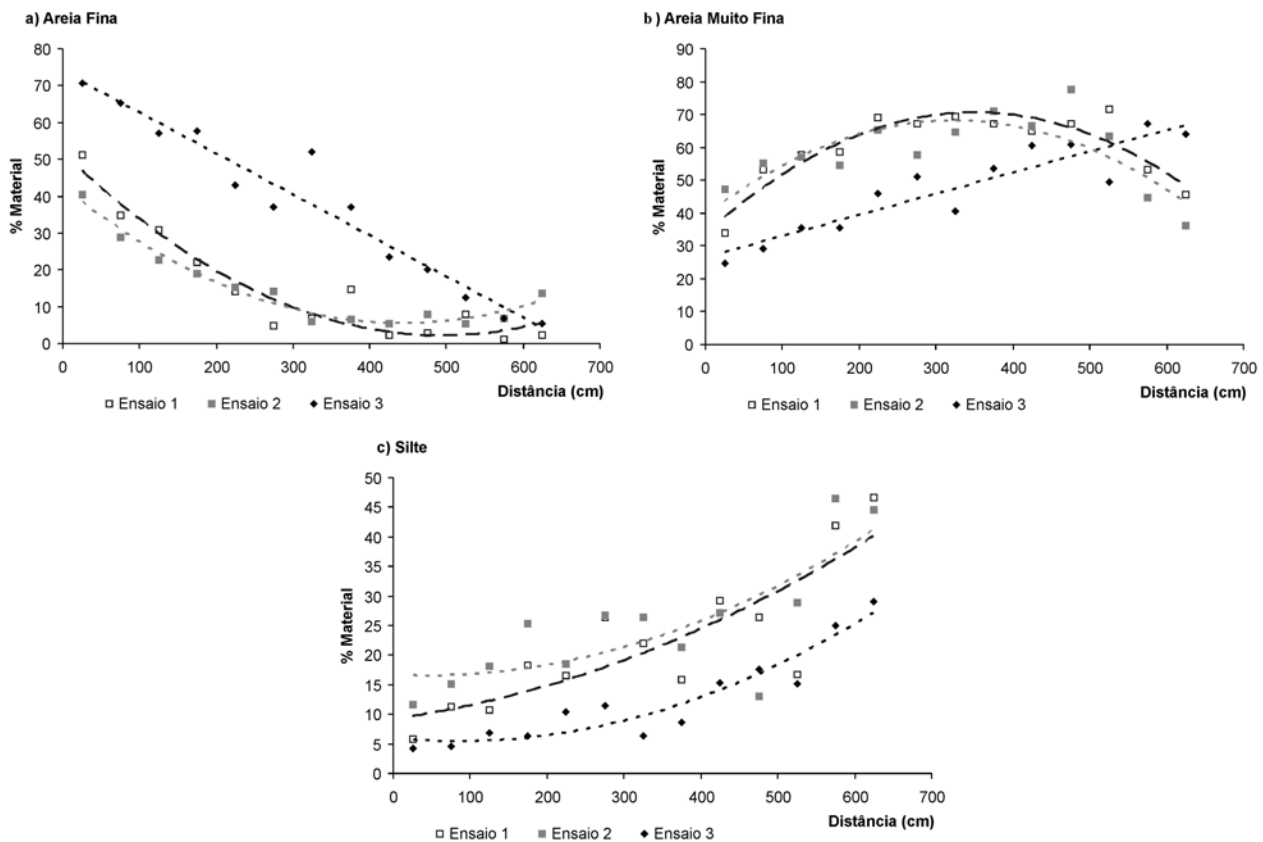 a) Areia Fina
% Material
80
70
60
50
40
30
20
10
0
0 100 200 300 400 500 600 700
Distância (cm)
Ensaio 1 Ensaio 2 Ensaio 3
b ) Areia Muito Fina
% Material
90
80
70
60
50
40
30
20
10
0
0 100 200 300 400 500 600 700
Distância (cm)
Ensaio 1 Ensaio 2 Ensaio 3
c) Silte
% Material
50
45
40
35
30
25
20
15
10
5
0
0 100 200 300 400 500 600 700
Distância (cm)
Ensaio 1 Ensaio 2 Ensaio 3